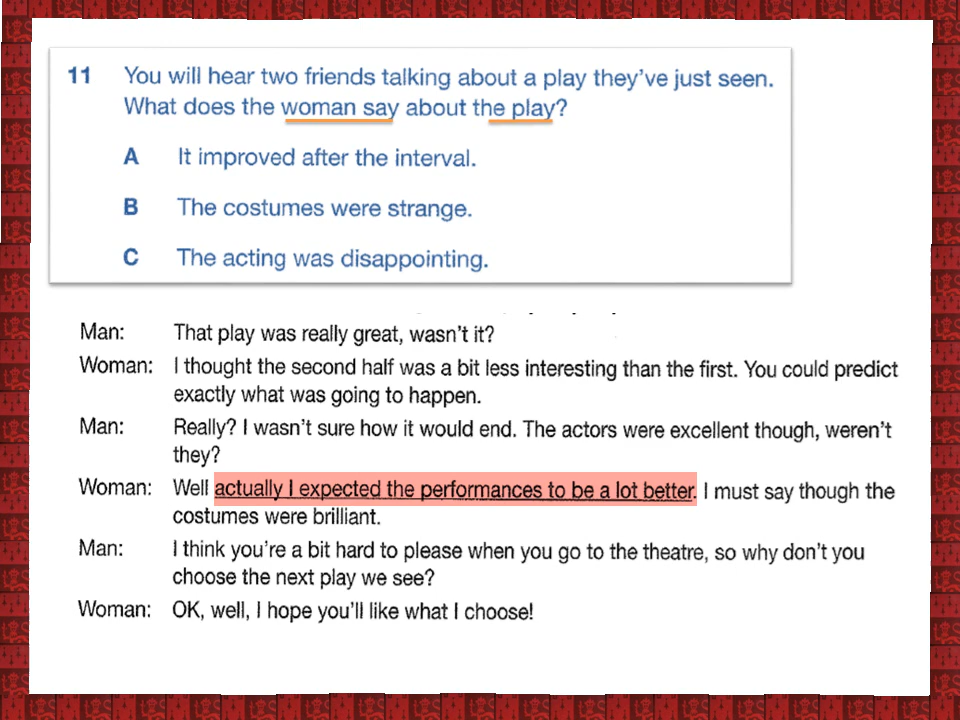 11 You will hear two friends talking about a play they've just seen.
What does the woman say about the play?
A It improved after the interval.
B The costumes were strange.
C The acting was disappointing.
Man: That play was really great, wasn't it?
Woman: I thought the second half was a bit less interesting than the first. You could predict
exactly what was going to happen.
Man: Really? I wasn't sure how it would end. The actors were excellent though, weren't
they?
Woman: Well actually I expected the performances to be a lot better. I must say though the
costumes were brilliant.
Man: I think you're a bit hard to please when you go to the theatre, so why don't you
choose the next play we see?
Woman: OK, well, I hope you'll like what I choose!